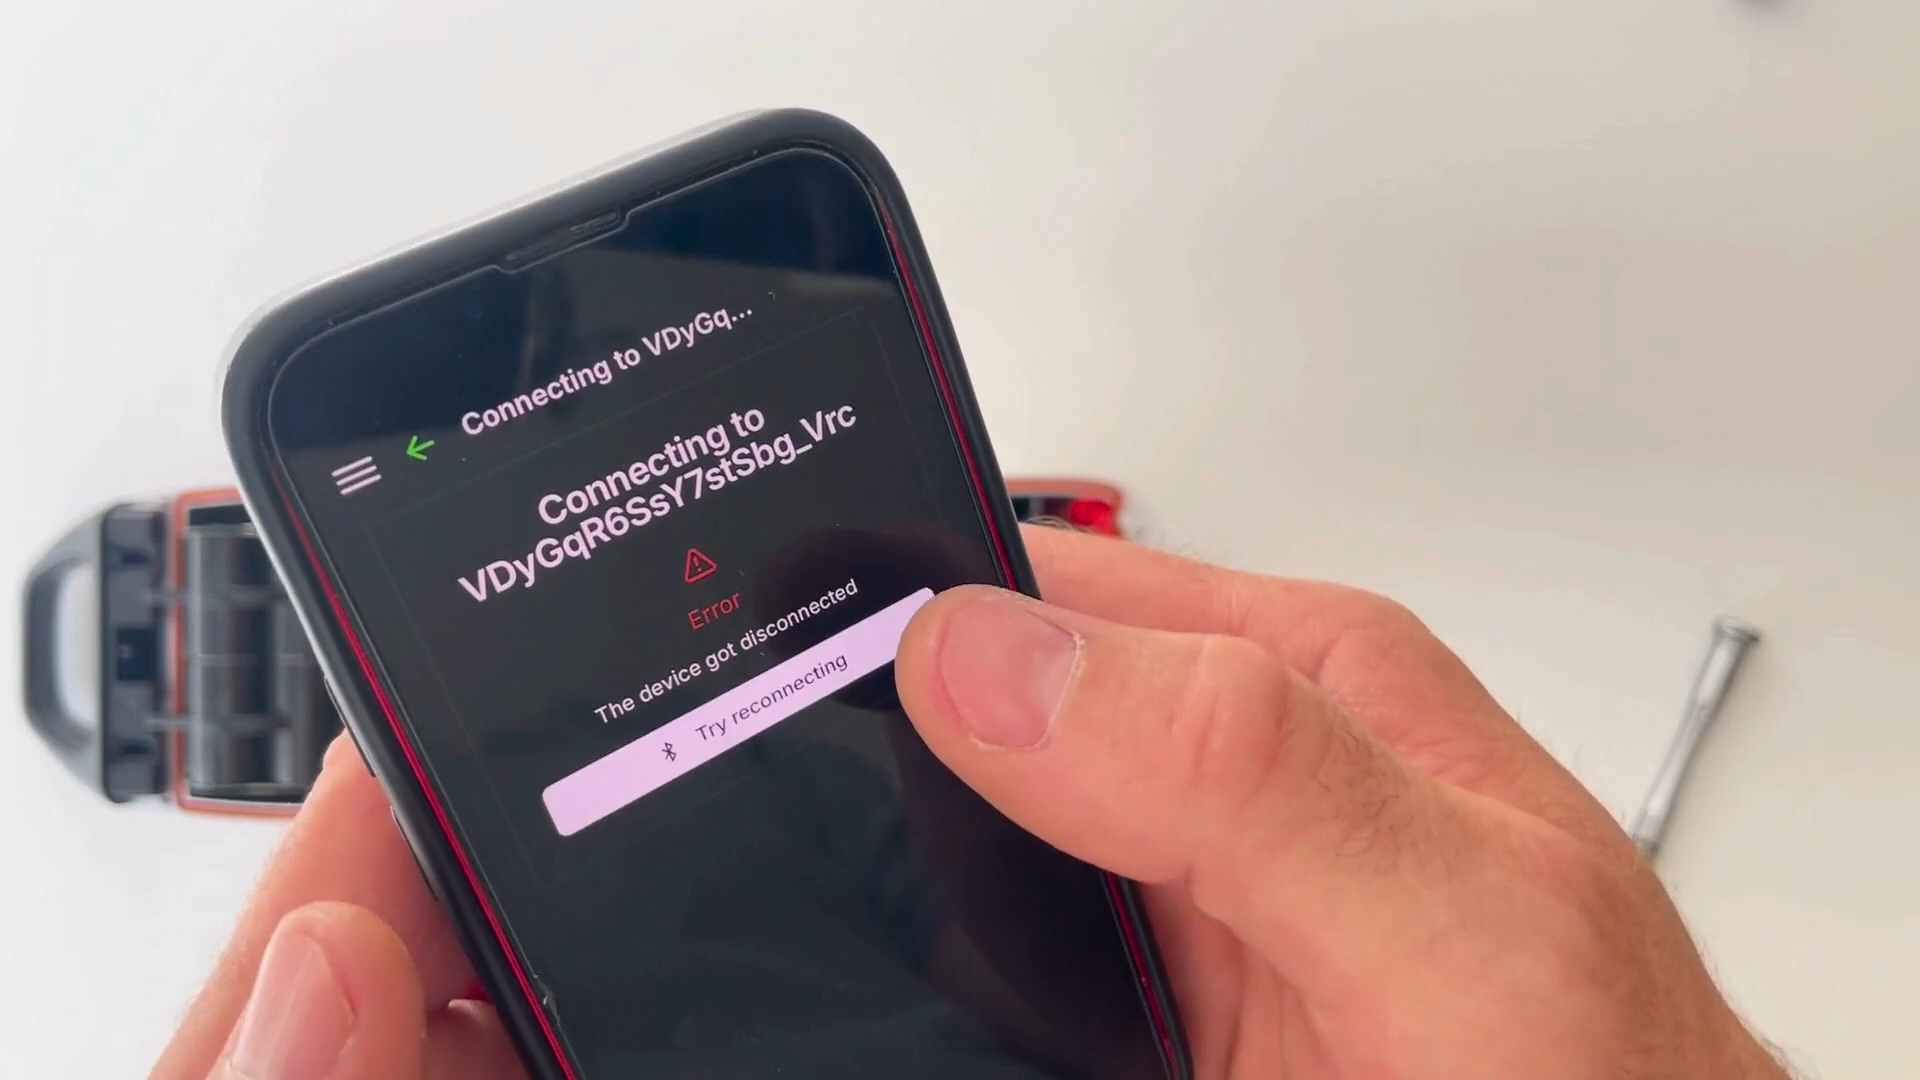 Connecting to VDyGq...
Connecting to
VDyGqR6SsY7stSbg_Vrc
Error
The device got disconnected
Try reconnecting